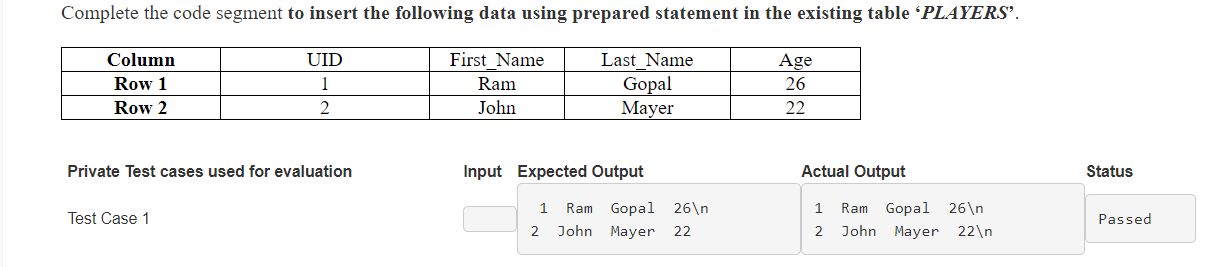 Complete the code segment to insert the following data using prepared statement in the existing table ‘PLAYERS’.
Column UID First_Name Last_Name Age
Row 1 1 Ram Gopal 26
Row 2 2 John Mayer 22
Private Test cases used for evaluation Input Expected Output Actual Output Status
Test Case 1
1 Ram Gopal 26\n
2 John Mayer 22
1 Ram Gopal 26\n
2 John Mayer 22\n
Passed